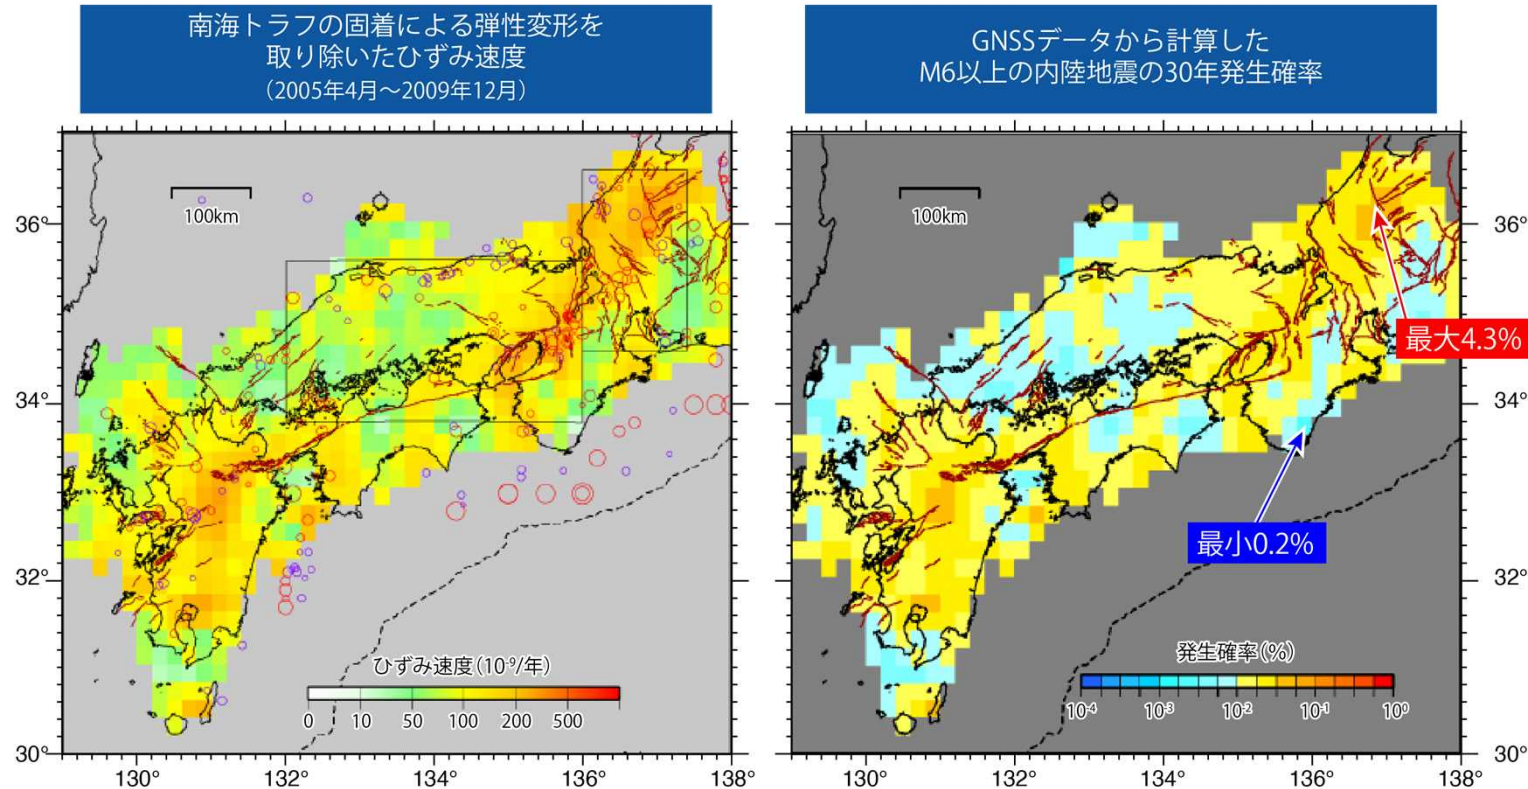 南海トラフの固着による弾性変形を
取り除いたひずみ速度
（2005年4月～2009年12月）
GNSSデータから計算した
M6以上の内陸地震の30年発生確率
100km
36°
34°
32°
30°
130°
132°
134°
136°
138°
ひずみ速度(10⁻⁹/年)
0
10
50
100
200
500
100km
最大4.3%
最小0.2%
発生確率(%)
10⁻⁴
10⁻³
10⁻²
10⁻¹
10⁰
36°
34°
32°
30°
130°
132°
134°
136°
138°